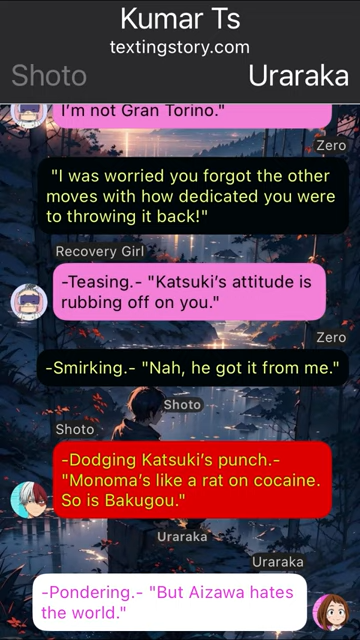 Kumar Ts
textingstory.com
Shoto
Uraraka
I’m not Gran Torino."
Zero
"I was worried you forgot the other
moves with how dedicated you were
to throwing it back!"
Recovery Girl
-Teasing.- "Katsuki’s attitude is
rubbing off on you."
Zero
-Smirking.- "Nah, he got it from me."
Shoto
Shoto
-Dodging Katsuki’s punch.-
"Monoma’s like a rat on cocaine.
So is Bakugou."
Uraraka
Uraraka
-Pondering.- "But Aizawa hates
the world."